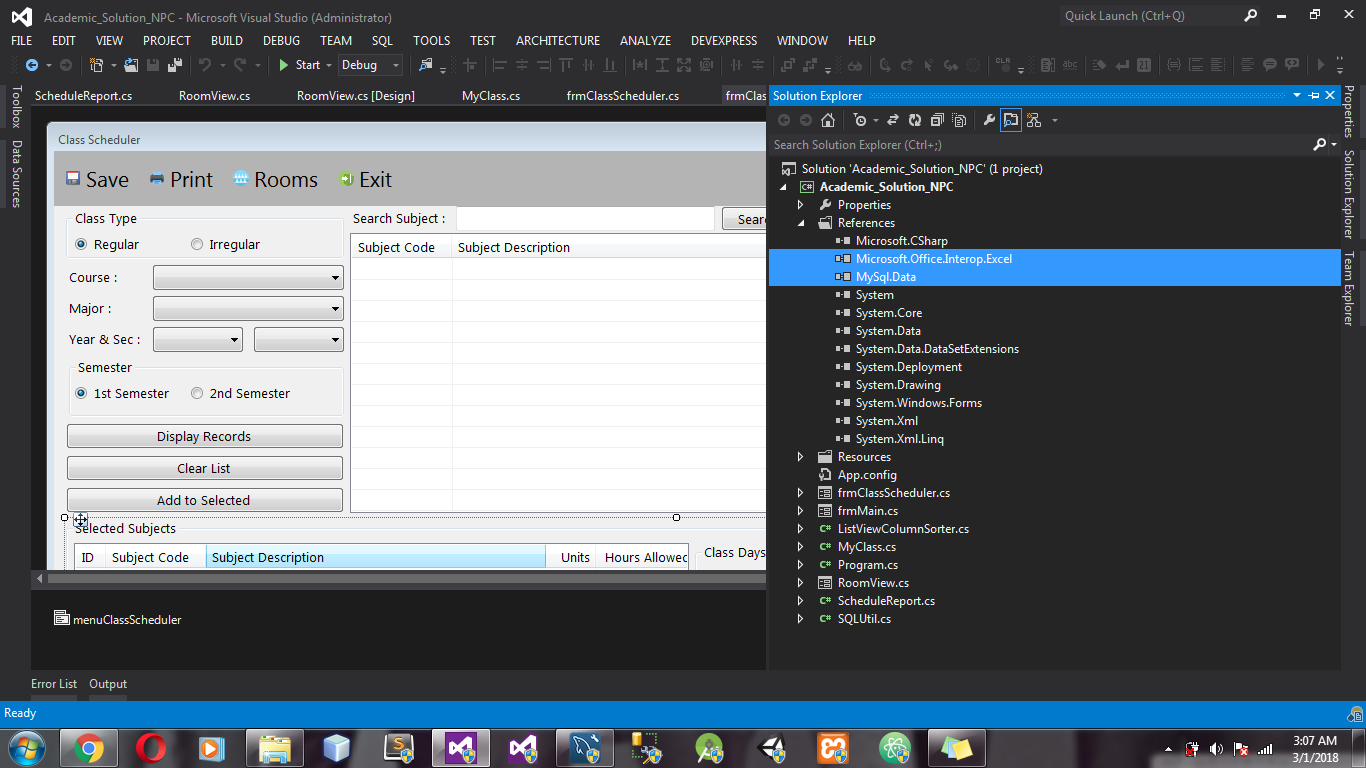 Academic_Solution_NPC - Microsoft Visual Studio (Administrator)
Quick Launch (Ctrl+Q)
FILE EDIT VIEW PROJECT BUILD DEBUG TEAM SQL TOOLS TEST ARCHITECTURE ANALYZE DEVEXPRESS WINDOW HELP
Start Debug
ScheduleReport.cs RoomView.cs RoomView.cs [Design] MyClass.cs frmClassScheduler.cs frmClas
Toolbox
Data Sources
Class Scheduler
Save Print Rooms Exit
Class Type
Regular Irregular
Course :
Major :
Year & Sec :
Semester
1st Semester 2nd Semester
Display Records
Clear List
Add to Selected
Search Subject : Sear
Subject Code Subject Description
Selected Subjects
ID Subject Code Subject Description Units Hours Allowec
Class Days
menuClassScheduler
Solution Explorer
Search Solution Explorer (Ctrl+;)
Solution 'Academic_Solution_NPC' (1 project)
C# Academic_Solution_NPC
Properties
References
Microsoft.CSharp
Microsoft.Office.Interop.Excel
MySql.Data
System
System.Core
System.Data
System.Data.DataSetExtensions
System.Deployment
System.Drawing
System.Windows.Forms
System.Xml
System.Xml.Linq
Resources
App.config
frmClassScheduler.cs
frmMain.cs
C# ListViewColumnSorter.cs
C# MyClass.cs
C# Program.cs
RoomView.cs
C# ScheduleReport.cs
C# SQLUtil.cs
Properties
Solution Explorer
Team Explorer
Error List Output
Ready
3:07 AM
3/1/2018